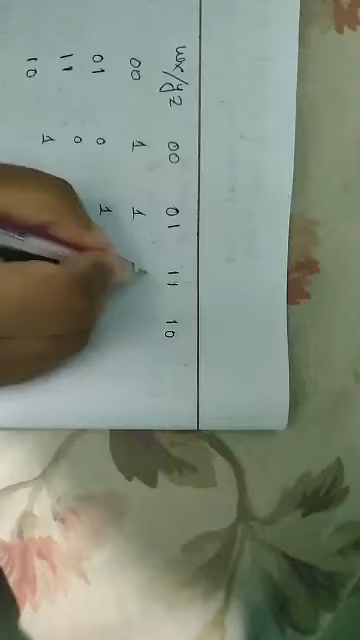 wx/yz 00 01 11 10
00 1 1
01 0 1
11 0
10 1